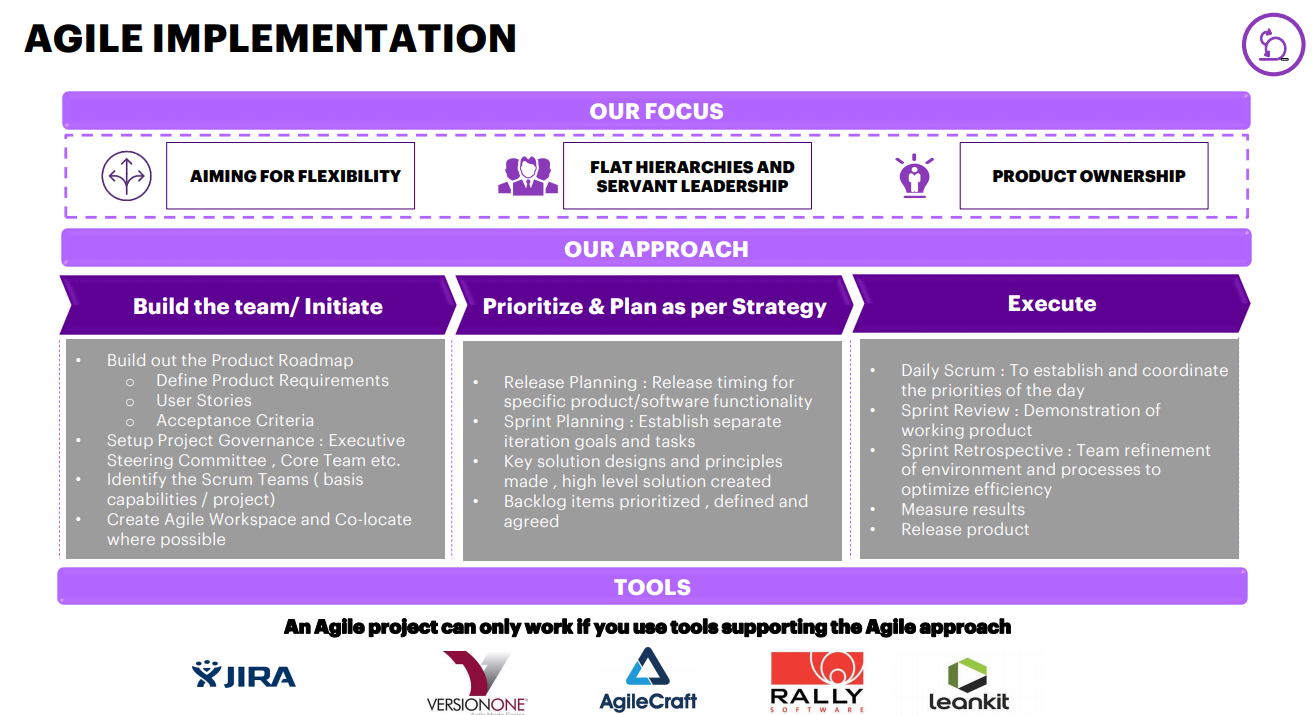 AGILE IMPLEMENTATION
OUR FOCUS
AIMING FOR FLEXIBILITY
FLAT HIERARCHIES AND
SERVANT LEADERSHIP
PRODUCT OWNERSHIP
OUR APPROACH
Build the team/ Initiate
• Build out the Product Roadmap
o Define Product Requirements
o User Stories
o Acceptance Criteria
• Setup Project Governance : Executive
Steering Committee , Core Team etc.
• Identify the Scrum Teams ( basis
capabilities / project)
• Create Agile Workspace and Co-locate
where possible
Prioritize & Plan as per Strategy
• Release Planning : Release timing for
specific product/software functionality
• Sprint Planning : Establish separate
iteration goals and tasks
• Key solution designs and principles
made , high level solution created
• Backlog items prioritized , defined and
agreed
Execute
• Daily Scrum : To establish and coordinate
the priorities of the day
• Sprint Review : Demonstration of
working product
• Sprint Retrospective : Team refinement
of environment and processes to
optimize efficiency
• Measure results
• Release product
TOOLS
An Agile project can only work if you use tools supporting the Agile approach
JIRA
VERSIONONE
AgileCraft
RALLY
SOFTWARE
leankit